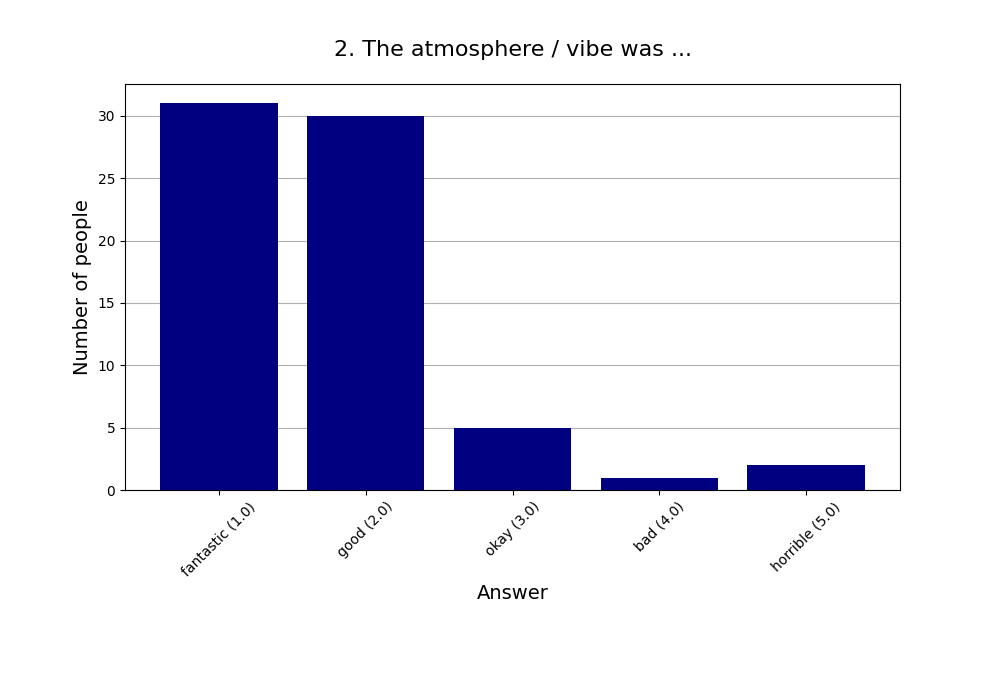 2. The atmosphere / vibe was ...
Number of people
30
25
20
15
10
5
0
fantastic (1.0)
good (2.0)
okay (3.0)
bad (4.0)
horrible (5.0)
Answer